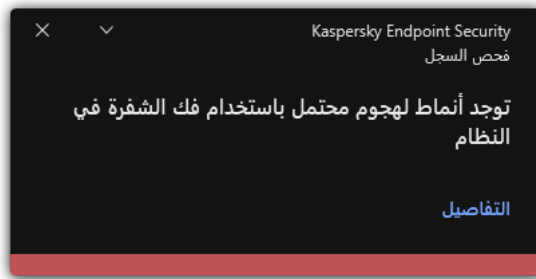 Kaspersky Endpoint Security
فحص السجل
توجد أنماط لهجوم محتمل باستخدام فك الشفرة في
النظام
التفاصيل